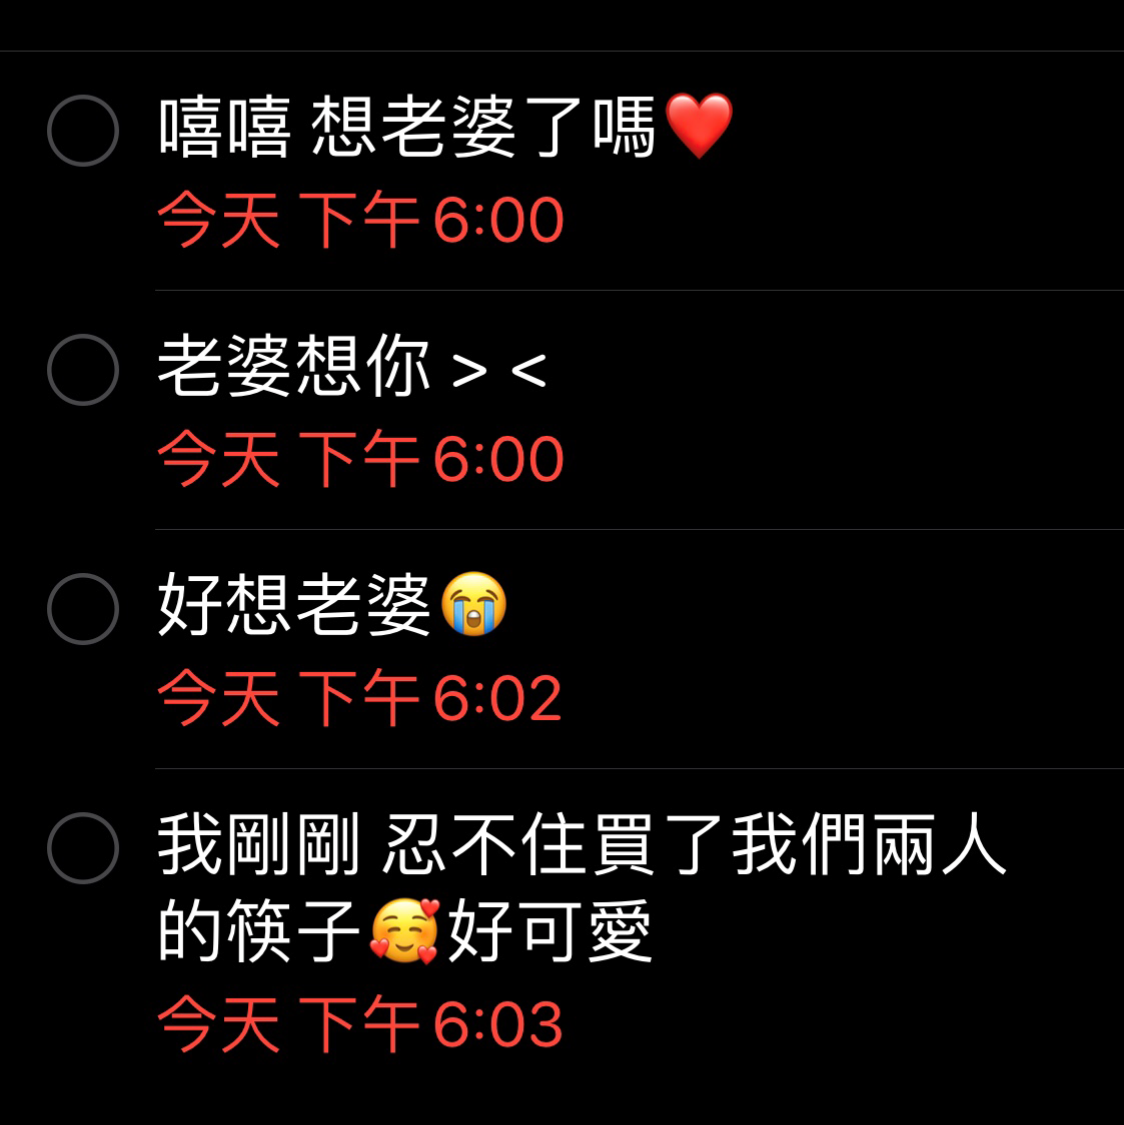 嘻嘻 想老婆了嗎❤️
今天 下午6:00
老婆想你 > <
今天 下午6:00
好想老婆😭
今天 下午6:02
我剛剛 忍不住買了我們兩人
的筷子🥰好可愛
今天 下午6:03